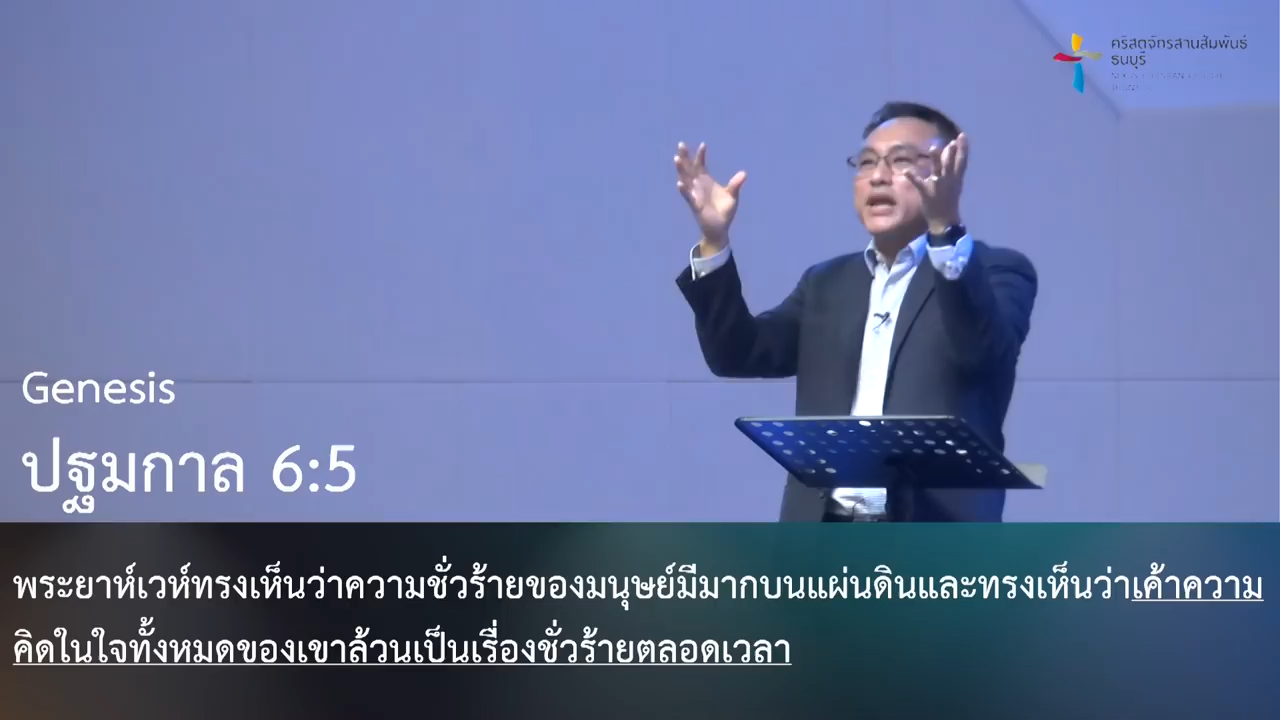 คริสตจักรสานสัมพันธ์
ธนบุรี
Genesis
ปฐมกาล 6:5
พระยาห์เวห์ทรงเห็นว่าความชั่วร้ายของมนุษย์มีมากบนแผ่นดินและทรงเห็นว่าเค้าความ
คิดในใจทั้งหมดของเขาล้วนเป็นเรื่องชั่วร้ายตลอดเวลา